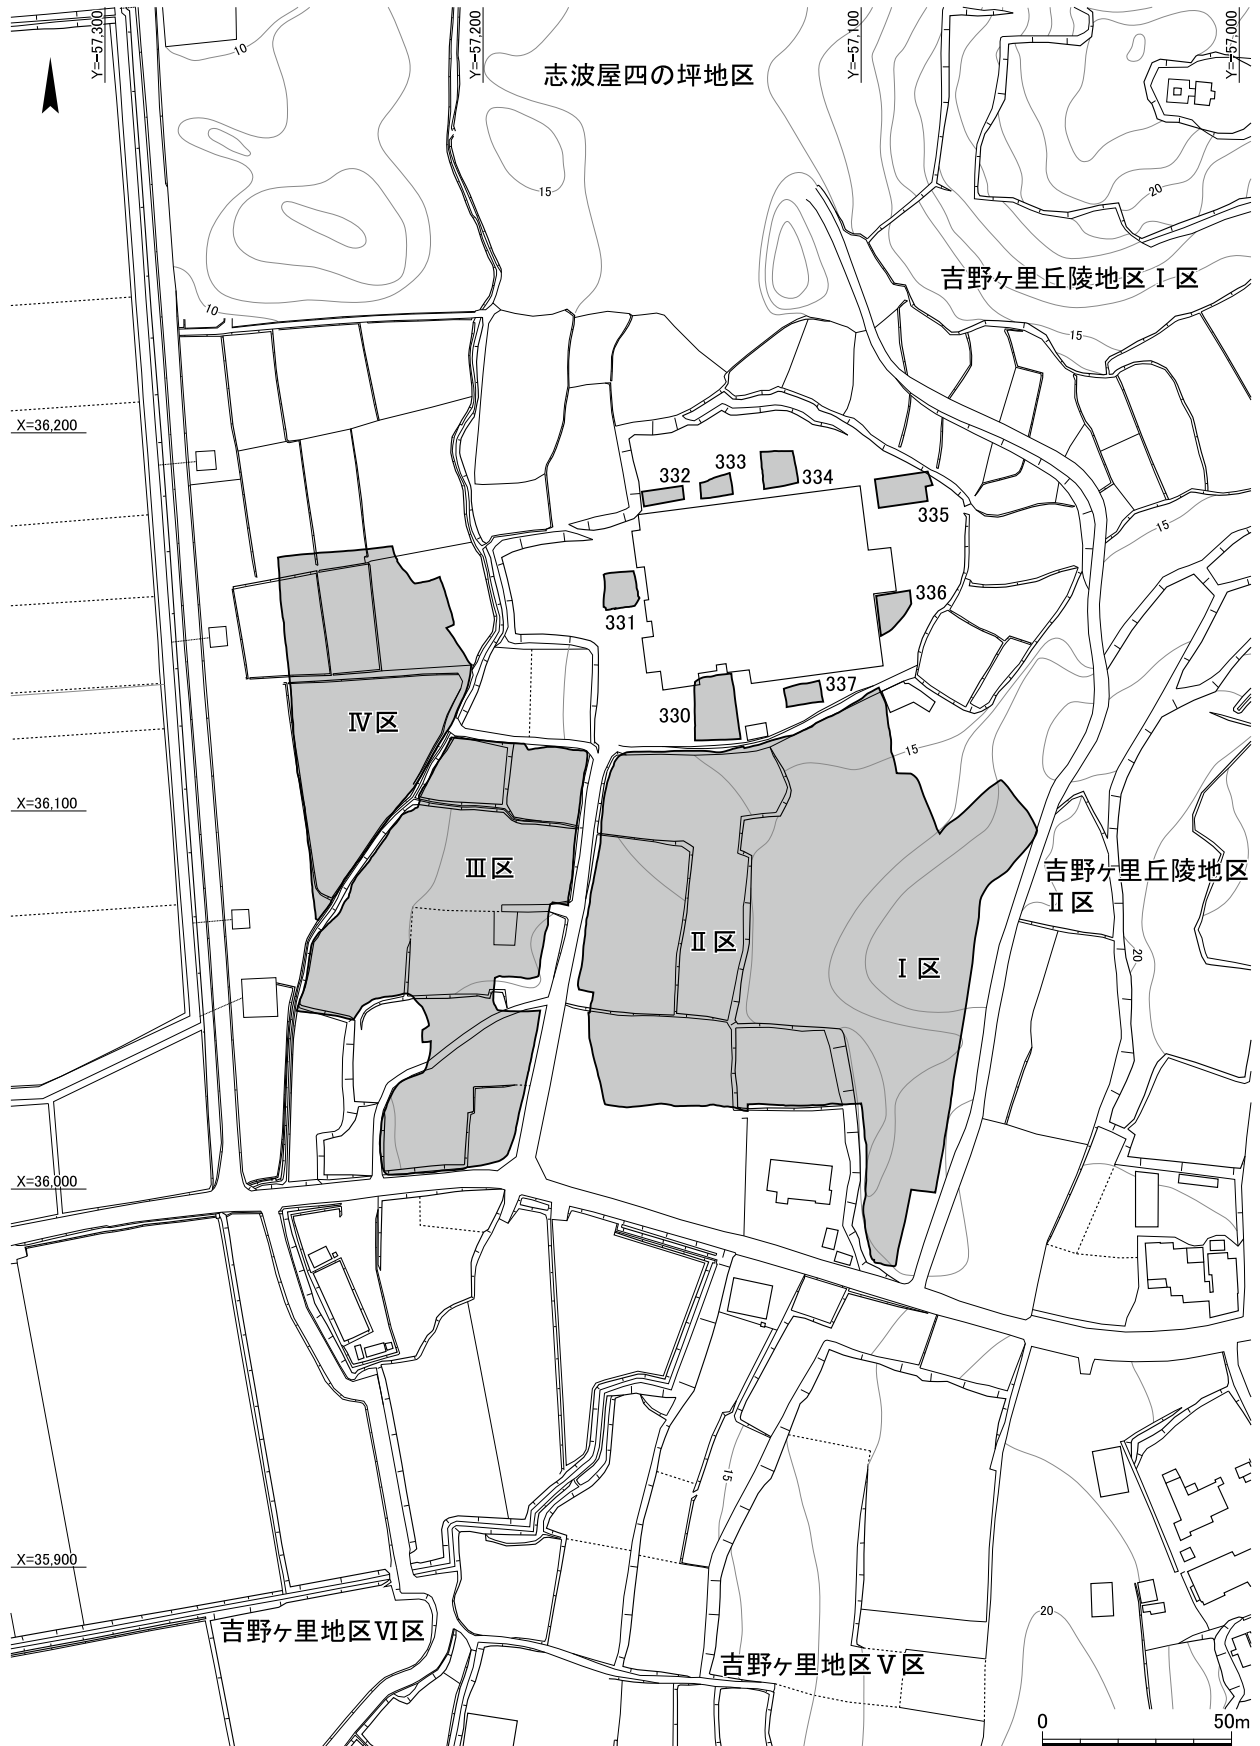 Y=-57,300
Y=-57,200
Y=-57,100
Y=-57,000
10
志波屋四の坪地区
15
20
吉野ヶ里丘陵地区Ⅰ区
10
15
X=36,200
332
333
334
335
15
331
336
330
337
Ⅳ区
15
X=36,100
Ⅲ区
吉野ヶ里丘陵地区
Ⅱ区
Ⅱ区
Ⅰ区
20
X=36,000
15
X=35,900
20
吉野ヶ里地区Ⅵ区
吉野ヶ里地区Ⅴ区
0
50m